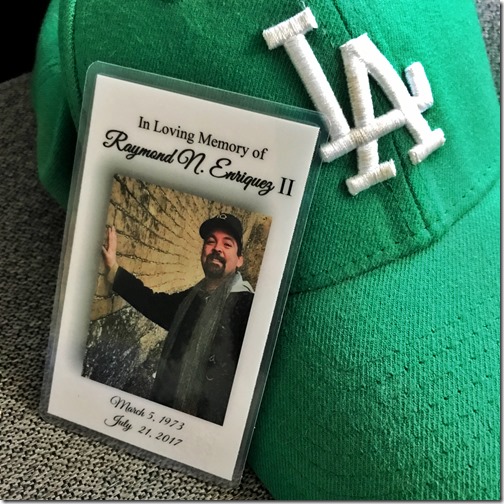 LA
In Loving Memory of
Raymond N. Enriquez II
March 5, 1973
July 21, 2017